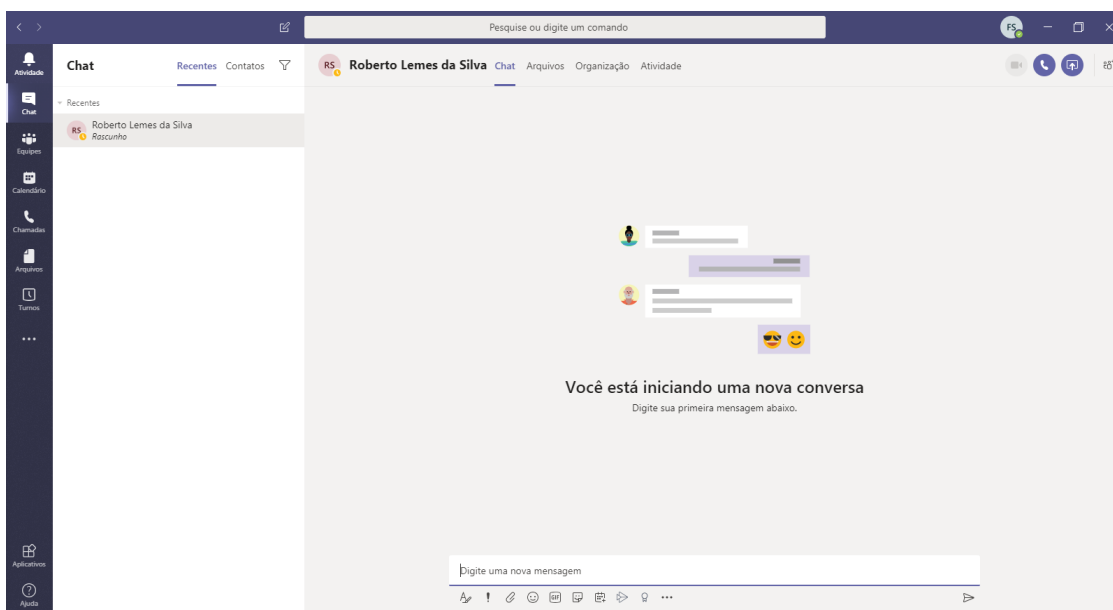 Pesquise ou digite um comando
FS
Atividade
Chat
Equipes
Calendário
Chamadas
Arquivos
Turnos
Aplicativos
Ajuda
Chat
Recentes Contatos
Recentes
RS
Roberto Lemes da Silva
Rascunho
RS Roberto Lemes da Silva Chat Arquivos Organização Atividade
Você está iniciando uma nova conversa
Digite sua primeira mensagem abaixo.
Digite uma nova mensagem
GIF